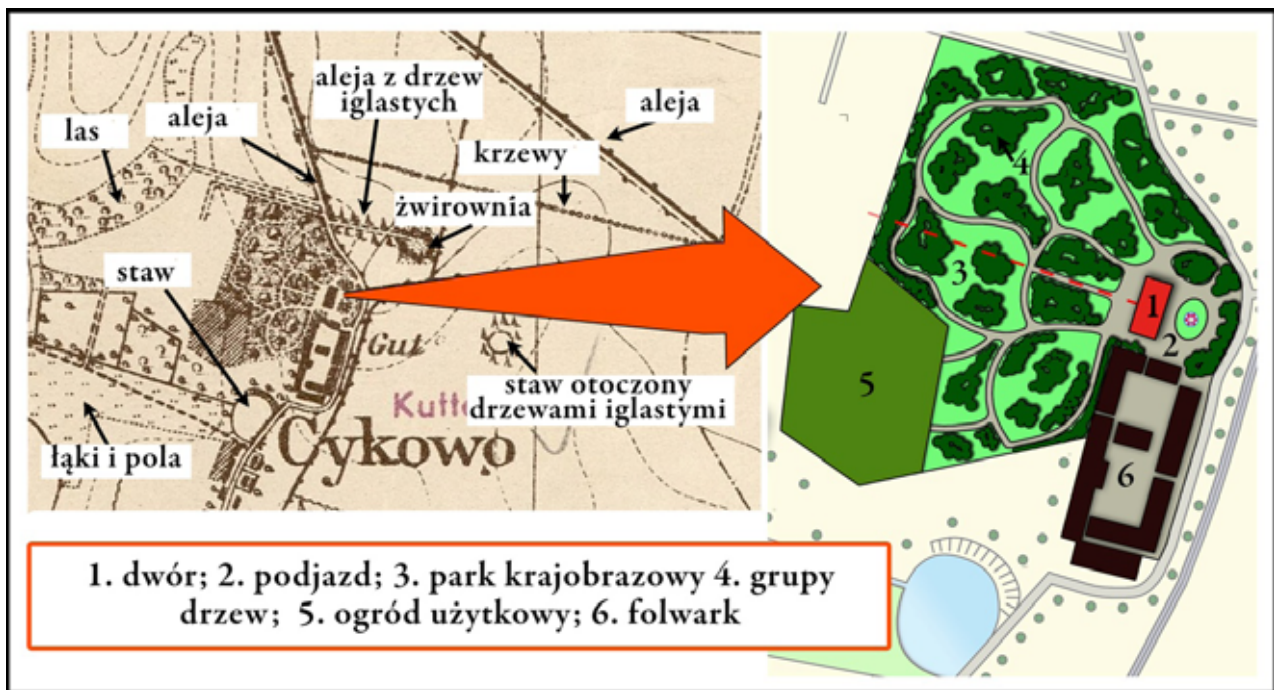 aleja z drzew
iglastych
aleja
aleja
las
krzewy
żwirownia
staw
Gut
staw otoczony
drzewami iglastymi
Cykowo
łąki i pola
4
3
1
2
5
6
1. dwór; 2. podjazd; 3. park krajobrazowy 4. grupy
drzew; 5. ogród użytkowy; 6. folwark